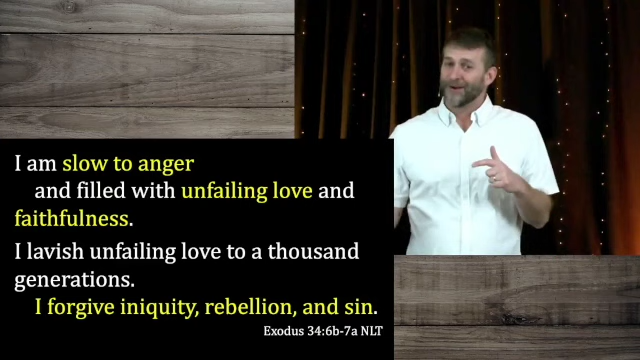 I am slow to anger
and filled with unfailing love and
faithfulness.
I lavish unfailing love to a thousand
generations.
I forgive iniquity, rebellion, and sin.
Exodus 34:6b-7a NLT